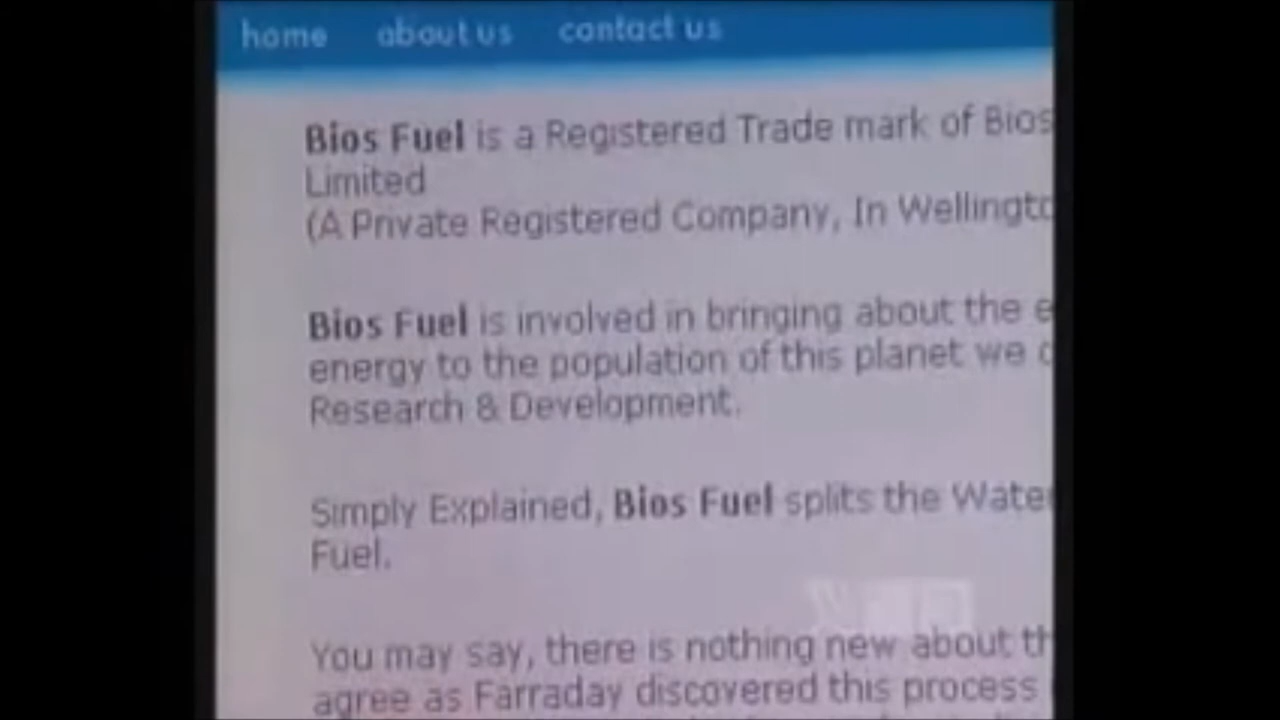 home about us contact us
Bios Fuel is a Registered Trade mark of Bios
Limited
(A Private Registered Company, In Wellingto
Bios Fuel is involved in bringing about the e
energy to the population of this planet we
Research & Development.
Simply Explained, Bios Fuel splits the Water
Fuel.
You may say, there is nothing new about th
agree as Farraday discovered this process